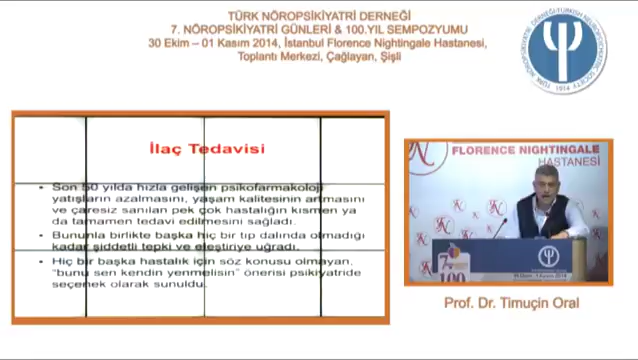 TÜRK NÖROPSİKİYATRİ DERNEĞİ
7. NÖROPSİKİYATRİ GÜNLERİ & 100.YIL SEMPOZYUMU
30 Ekim – 01 Kasım 2014, İstanbul Florence Nightingale Hastanesi,
Toplantı Merkezi, Çağlayan, Şişli
İlaç Tedavisi
• Son 50 yılda hızla gelişen psikofarmakoloji
yatışların azalmasını, yaşam kalitesinin artmasını
ve çaresiz sanılan pek çok hastalığın kısmen ya
da tamamen tedavi edilmesini sağladı.
• Bununla birlikte başka hiç bir tıp dalında olmadığı
kadar şiddetli tepki ve eleştiriye uğradı.
• Hiç bir başka hastalık için söz konusu olmayan,
“bunu sen kendin yenmelisin” önerisi psikiyatride
seçenek olarak sunuldu.
FLORENCE NIGHTINGALE
HASTANESİ
100
Prof. Dr. Timuçin Oral